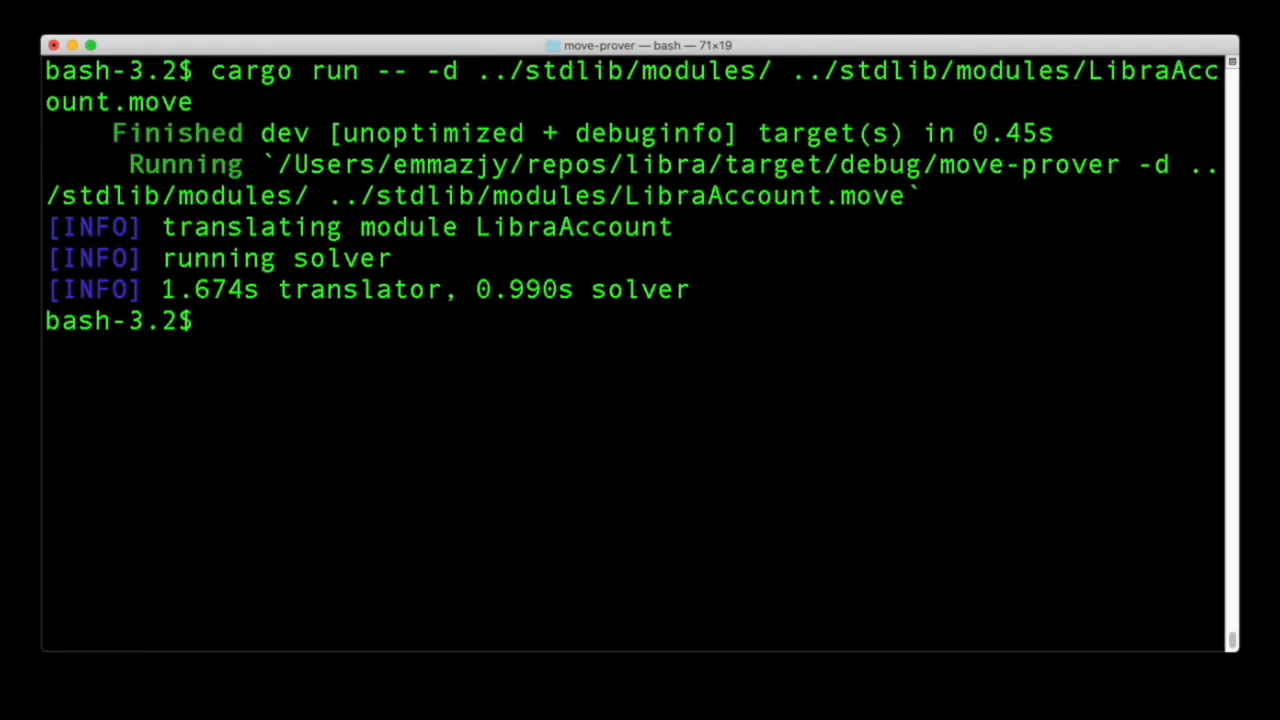 move-prover — bash — 71×19
bash-3.2$ cargo run -- -d ../stdlib/modules/ ../stdlib/modules/LibraAcc
ount.move
    Finished dev [unoptimized + debuginfo] target(s) in 0.45s
     Running `/Users/emmazjy/repos/libra/target/debug/move-prover -d ..
/stdlib/modules/ ../stdlib/modules/LibraAccount.move`
[INFO] translating module LibraAccount
[INFO] running solver
[INFO] 1.674s translator, 0.990s solver
bash-3.2$